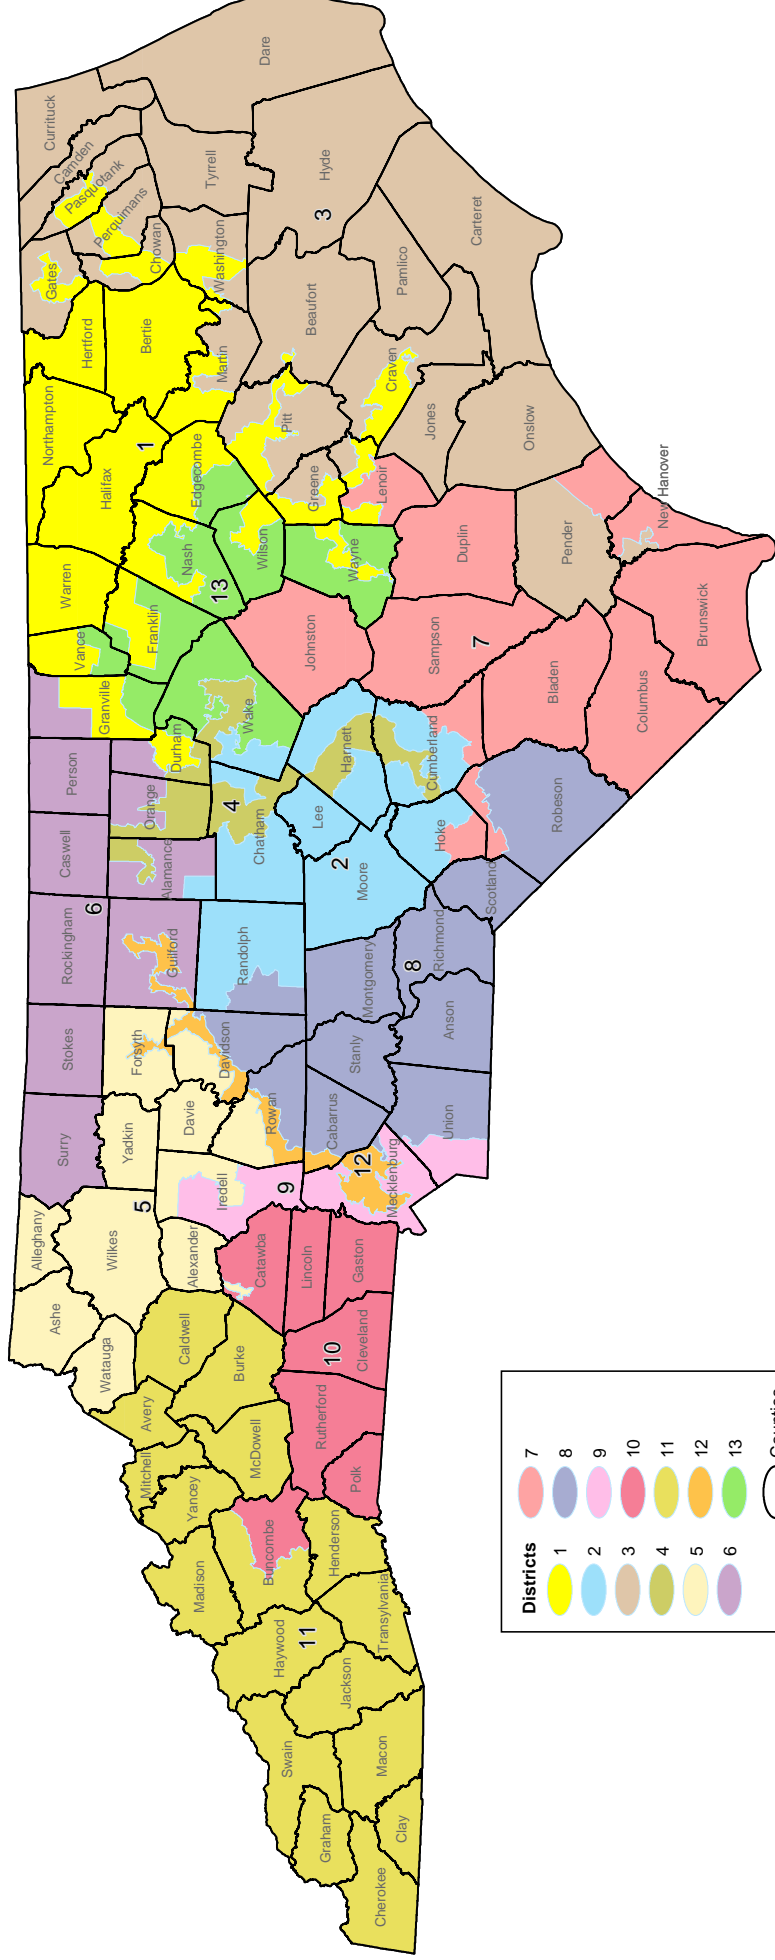 Ashe
Alleghany
Surry
Stokes
Rockingham
Caswell
Person
Vance
Warren
Northampton
Hertford
Gates
Camden
Currituck
Pasquotank
Perquimans
Chowan
Watauga
Wilkes
5
Yadkin
Forsyth
6
Guilford
Alamance
Orange
Durham
Granville
Franklin
Halifax
1
Bertie
Mitchell
Avery
Caldwell
Alexander
Davie
Nash
Edgecombe
Martin
Washington
Tyrrell
Dare
Madison
Yancey
McDowell
Burke
Iredell
Davidson
Randolph
4
Chatham
Wake
13
Wilson
Pitt
Beaufort
Hyde
3
Swain
Haywood
11
Buncombe
Henderson
Rutherford
10
Catawba
Lincoln
9
Rowan
Lee
Harnett
Johnston
Greene
Graham
Jackson
Polk
Cleveland
Gaston
12
Cabarrus
Stanly
Montgomery
2
Moore
Wayne
Lenoir
Craven
Pamlico
Cherokee
Clay
Macon
Transylvania
Mecklenburg
Union
Anson
8
Richmond
Scotland
Hoke
Cumberland
Sampson
7
Duplin
Jones
Carteret
Onslow
Robeson
Bladen
Pender
Columbus
Brunswick
New Hanover
Districts
1
2
3
4
5
6
7
8
9
10
11
12
13